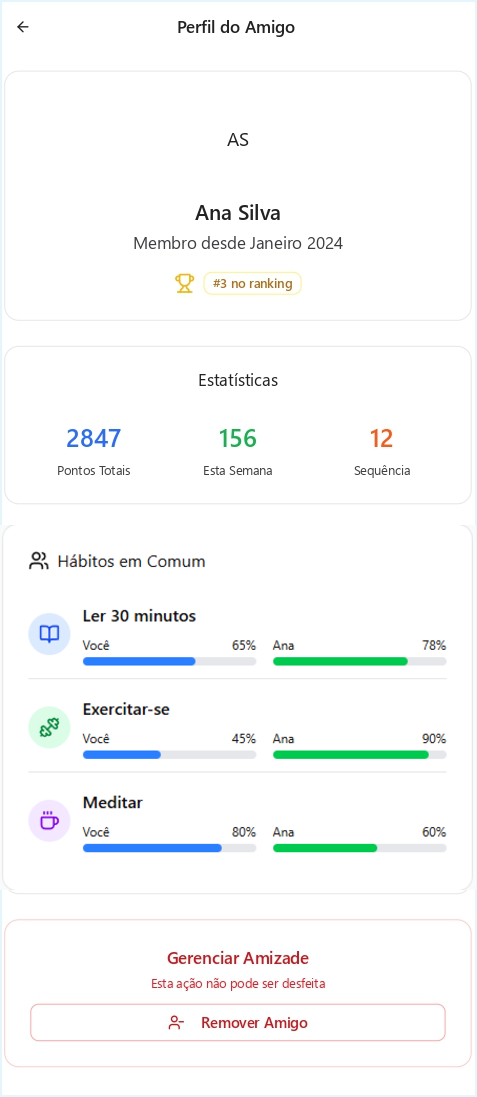 Perfil do Amigo
AS
Ana Silva
Membro desde Janeiro 2024
#3 no ranking
Estatísticas
2847 156 12
Pontos Totais Esta Semana Sequência
Hábitos em Comum
Ler 30 minutos
Você 65% Ana 78%
Exercitar-se
Você 45% Ana 90%
Meditar
Você 80% Ana 60%
Gerenciar Amizade
Esta ação não pode ser desfeita
Remover Amigo